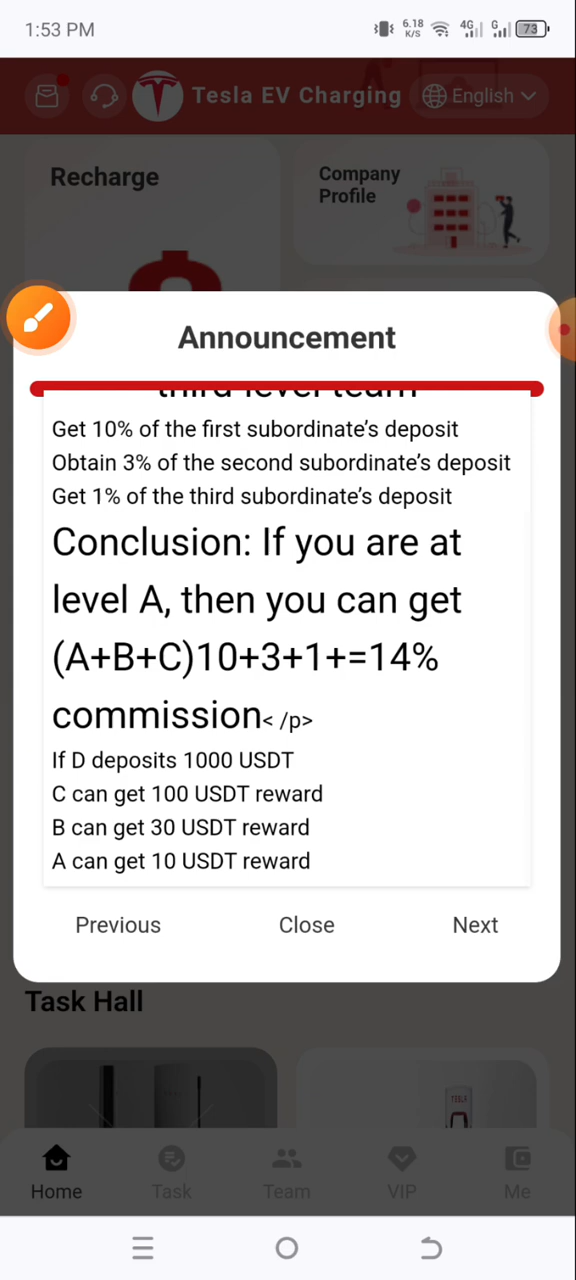 1:53 PM
6.18
K/S
4G
G
73
Tesla EV Charging
English
Recharge
Company
Profile
Announcement
third-level team
Get 10% of the first subordinate’s deposit
Obtain 3% of the second subordinate’s deposit
Get 1% of the third subordinate’s deposit
Conclusion: If you are at
level A, then you can get
(A+B+C)10+3+1+=14%
commission< /p>
If D deposits 1000 USDT
C can get 100 USDT reward
B can get 30 USDT reward
A can get 10 USDT reward
Previous
Close
Next
Task Hall
TESLA
Home
Task
Team
VIP
Me